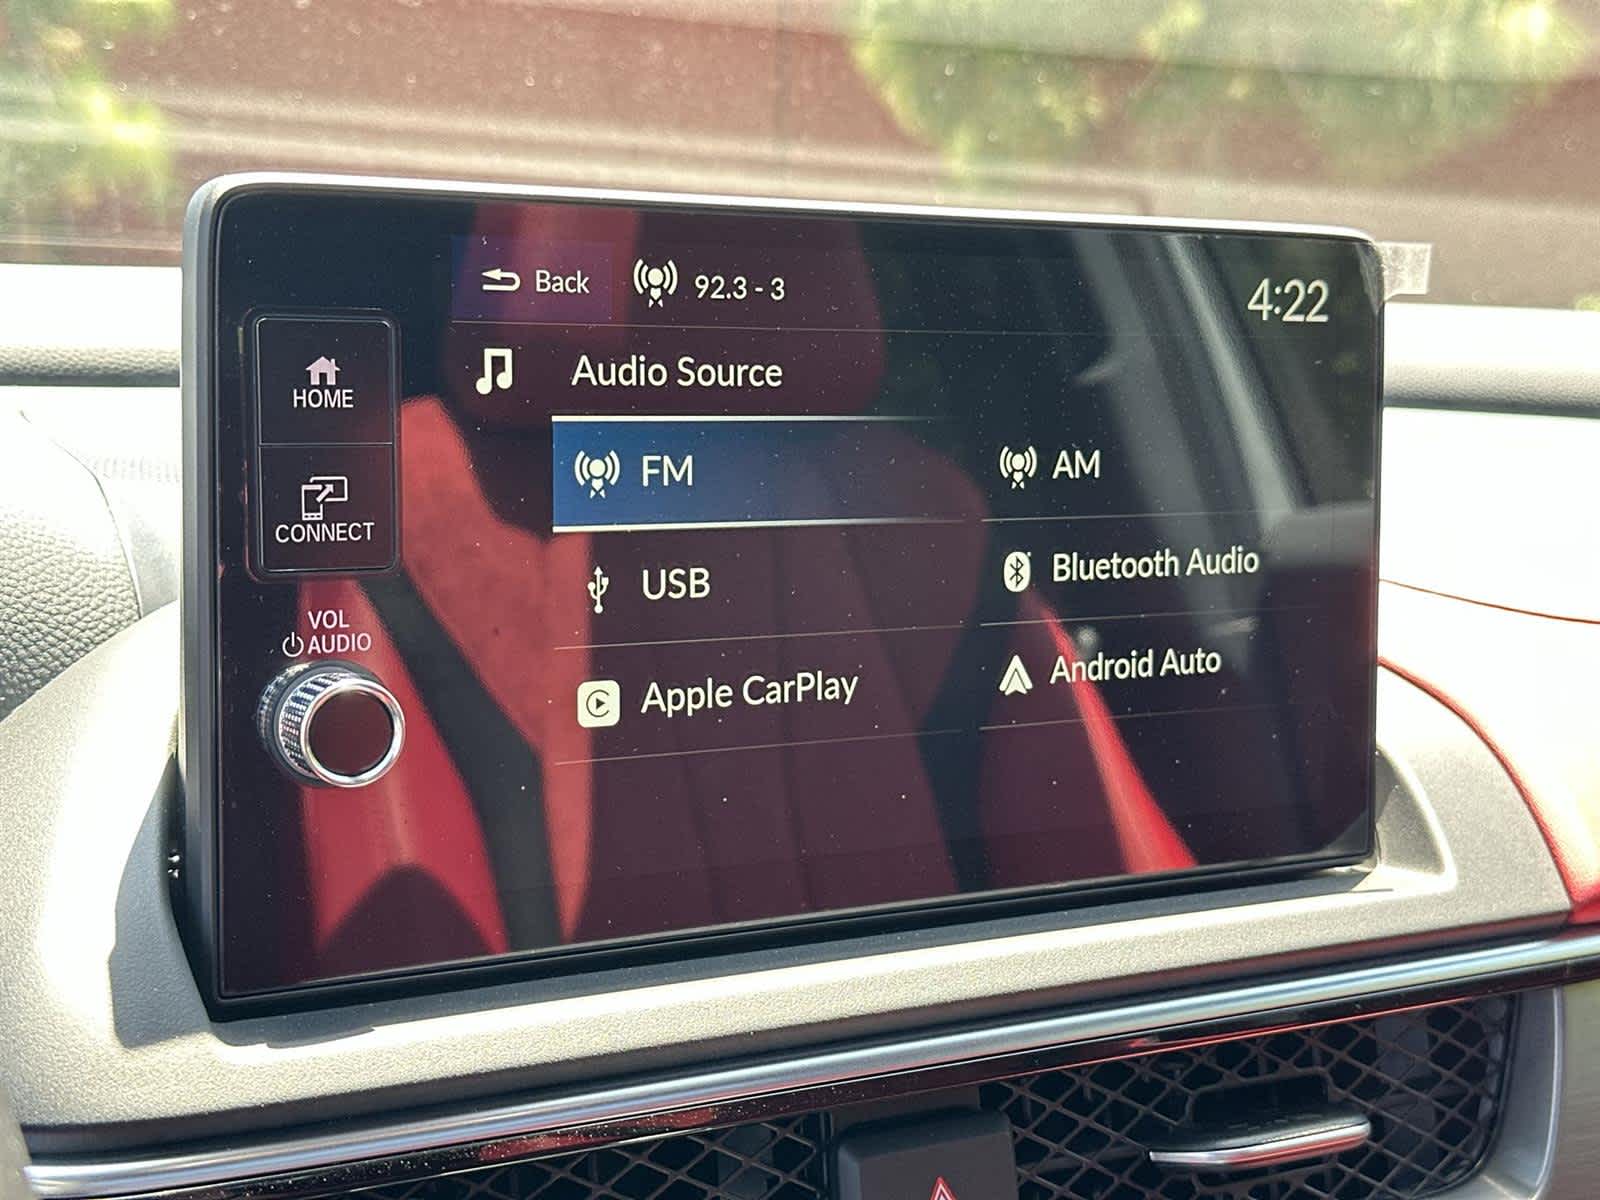 Back 92.3 - 3 4:22
Audio Source
HOME
FM AM
CONNECT
USB Bluetooth Audio
VOL
AUDIO
Apple CarPlay Android Auto